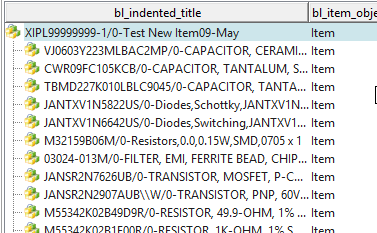 bl_indented_title bl_item_obje
XIPL99999999-1/0-Test New Item09-May Item
VJ0603Y223MLBAC2MP/0-CAPACITOR, CERAMI... Item
CWR09FC105KCB/0-CAPACITOR, TANTALUM, S... Item
TBMD227K010LBLC9045/0-CAPACITOR, TANTAL... Item
JANTXV1N5822US/0-Diodes,Schottky,JANTXV... Item
JANTXV1N6642US/0-Diodes,Switching,JANTXV... Item
M32159B06M/0-Resistors,0.0,0.15W,SMD,0705 x 1 Item
03024-013M/0-FILTER, EMI, FERRITE BEAD, CHIP... Item
JANSR2N7626UB/0-TRANSISTOR, MOSFET, P-C... Item
JANSR2N2907AUB\\W/0-TRANSISTOR, PNP, 60V... Item
M55342K02B49D9R/0-RESISTOR, 49.9-OHM, 1% ... Item
M55342K02B1E00R/0-RESISTOR, 1K-OHM, 1% S... Item